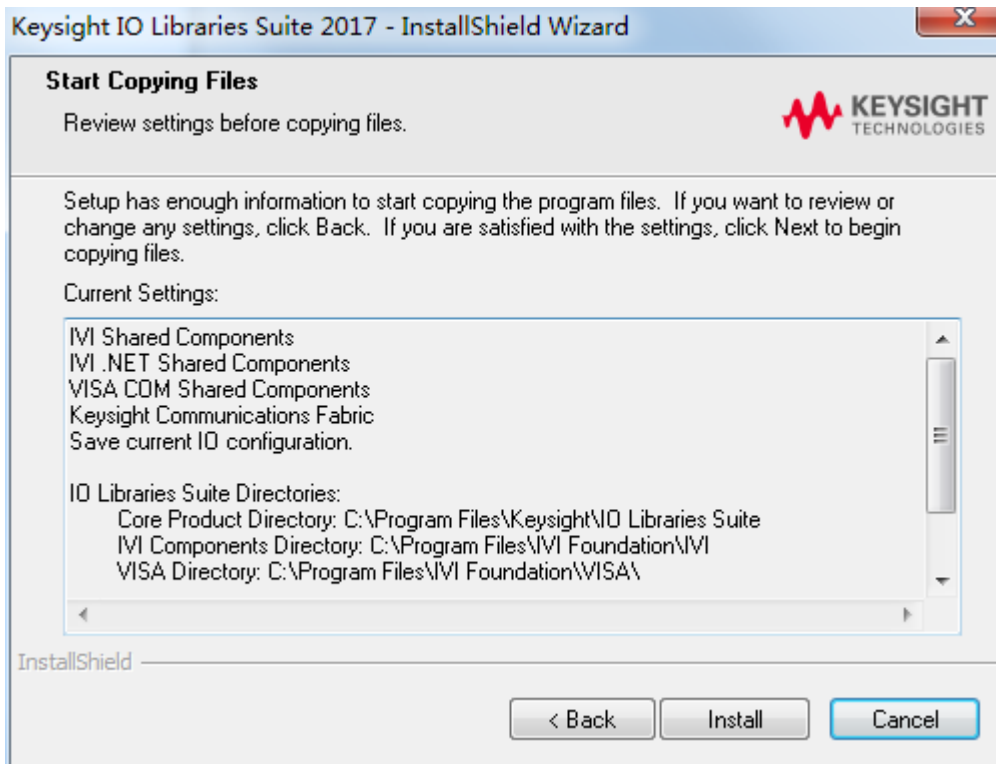 Keysight IO Libraries Suite 2017 - InstallShield Wizard
Start Copying Files
Review settings before copying files.
KEYSIGHT
TECHNOLOGIES
Setup has enough information to start copying the program files.  If you want to review or
change any settings, click Back.  If you are satisfied with the settings, click Next to begin
copying files.
Current Settings:
IVI Shared Components
IVI .NET Shared Components
VISA COM Shared Components
Keysight Communications Fabric
Save current IO configuration.
IO Libraries Suite Directories:
Core Product Directory: C:\Program Files\Keysight\IO Libraries Suite
IVI Components Directory: C:\Program Files\IVI Foundation\IVI
VISA Directory: C:\Program Files\IVI Foundation\VISA\
InstallShield
< Back
Install
Cancel